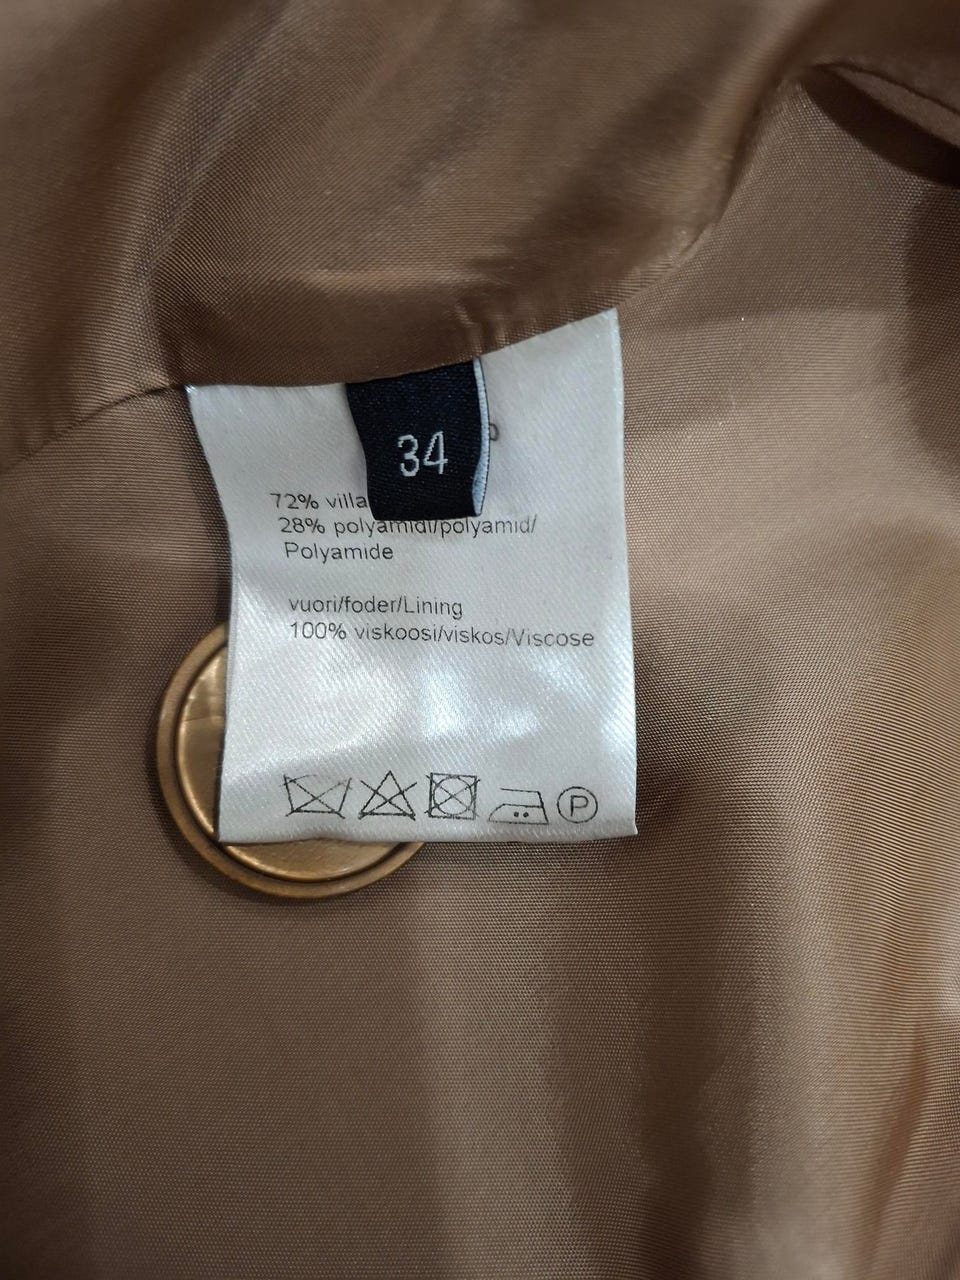 34
72% villa
28% polyamidi/polyamid/
Polyamide
vuori/foder/Lining
100% viskoosi/viskos/Viscose
P